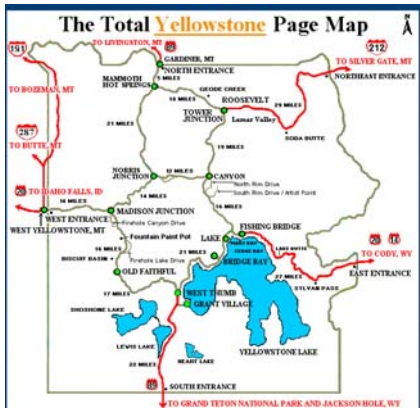 The Total Yellowstone Page Map
N
191
TO LIVINGSTON, MT
89
212
TO SILVER GATE, MT
GARDINER, MT
NORTH ENTRANCE
NORTHEAST ENTRANCE
5 MILES
MAMMOTH
HOT SPRINGS
GEODE CREEK
TO BOZEMAN, MT
18 MILES
ROOSEVELT
29 MILES
TOWER
JUNCTION
Lamar Valley
287
21 MILES
SODA BUTTE
TO BUTTE, MT
19 MILES
NORRIS
JUNCTION
12 MILES
CANYON
20
TO IDAHO FALLS, ID
North Rim Drive
South Rim Drive / Artist Point
14 MILES
14 MILES
16 MILES
WEST ENTRANCE
MADISON JUNCTION
WEST YELLOWSTONE, MT
Firehole Canyon Drive
FISHING BRIDGE
Fountain Paint Pot
LAKE
20
14
16 MILES
Firehole Lake Drive
LAKE BUTTE
TO CODY, WY
BISCUIT BASIN
21 MILES
BRIDGE BAY
EAST ENTRANCE
OLD FAITHFUL
27 MILES
SYLVAN PASS
17 MILES
WEST THUMB
GRANT VILLAGE
SHOSHONE LAKE
YELLOWSTONE LAKE
LEWIS LAKE
HEART LAKE
22 MILES
89
SOUTH ENTRANCE
TO GRAND TETON NATIONAL PARK AND JACKSON HOLE, WY